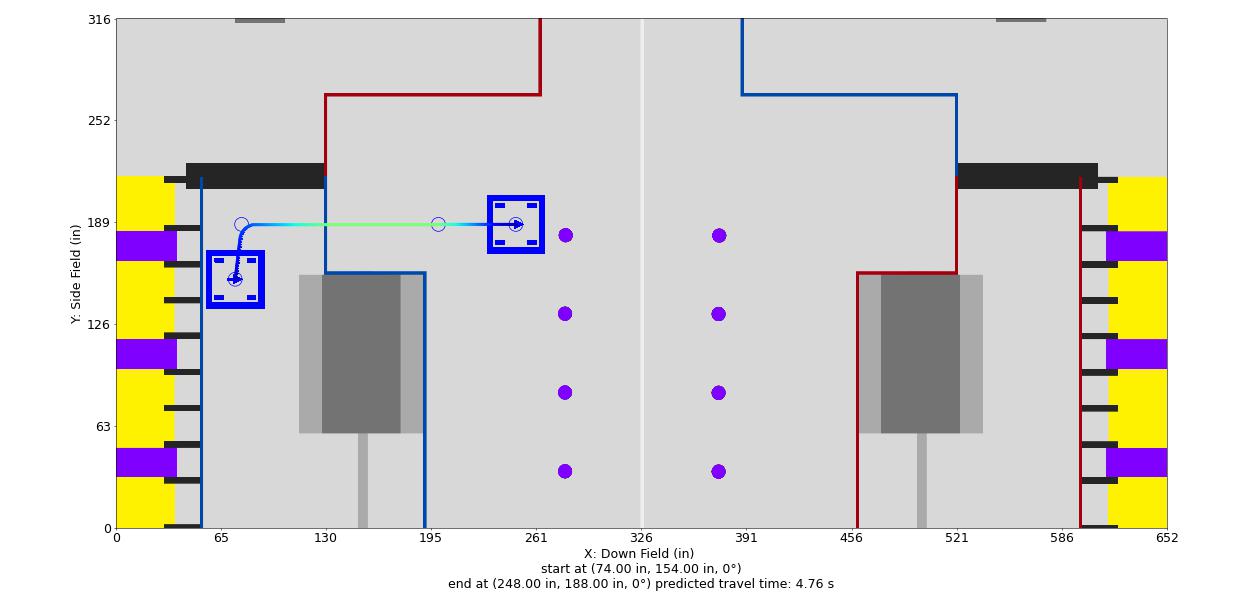 316
252
189
126
63
0
Y: Side Field (in)
0 65 130 195 261 326 391 456 521 586 652
X: Down Field (in)
start at (74.00 in, 154.00 in, 0°)
end at (248.00 in, 188.00 in, 0°) predicted travel time: 4.76 s